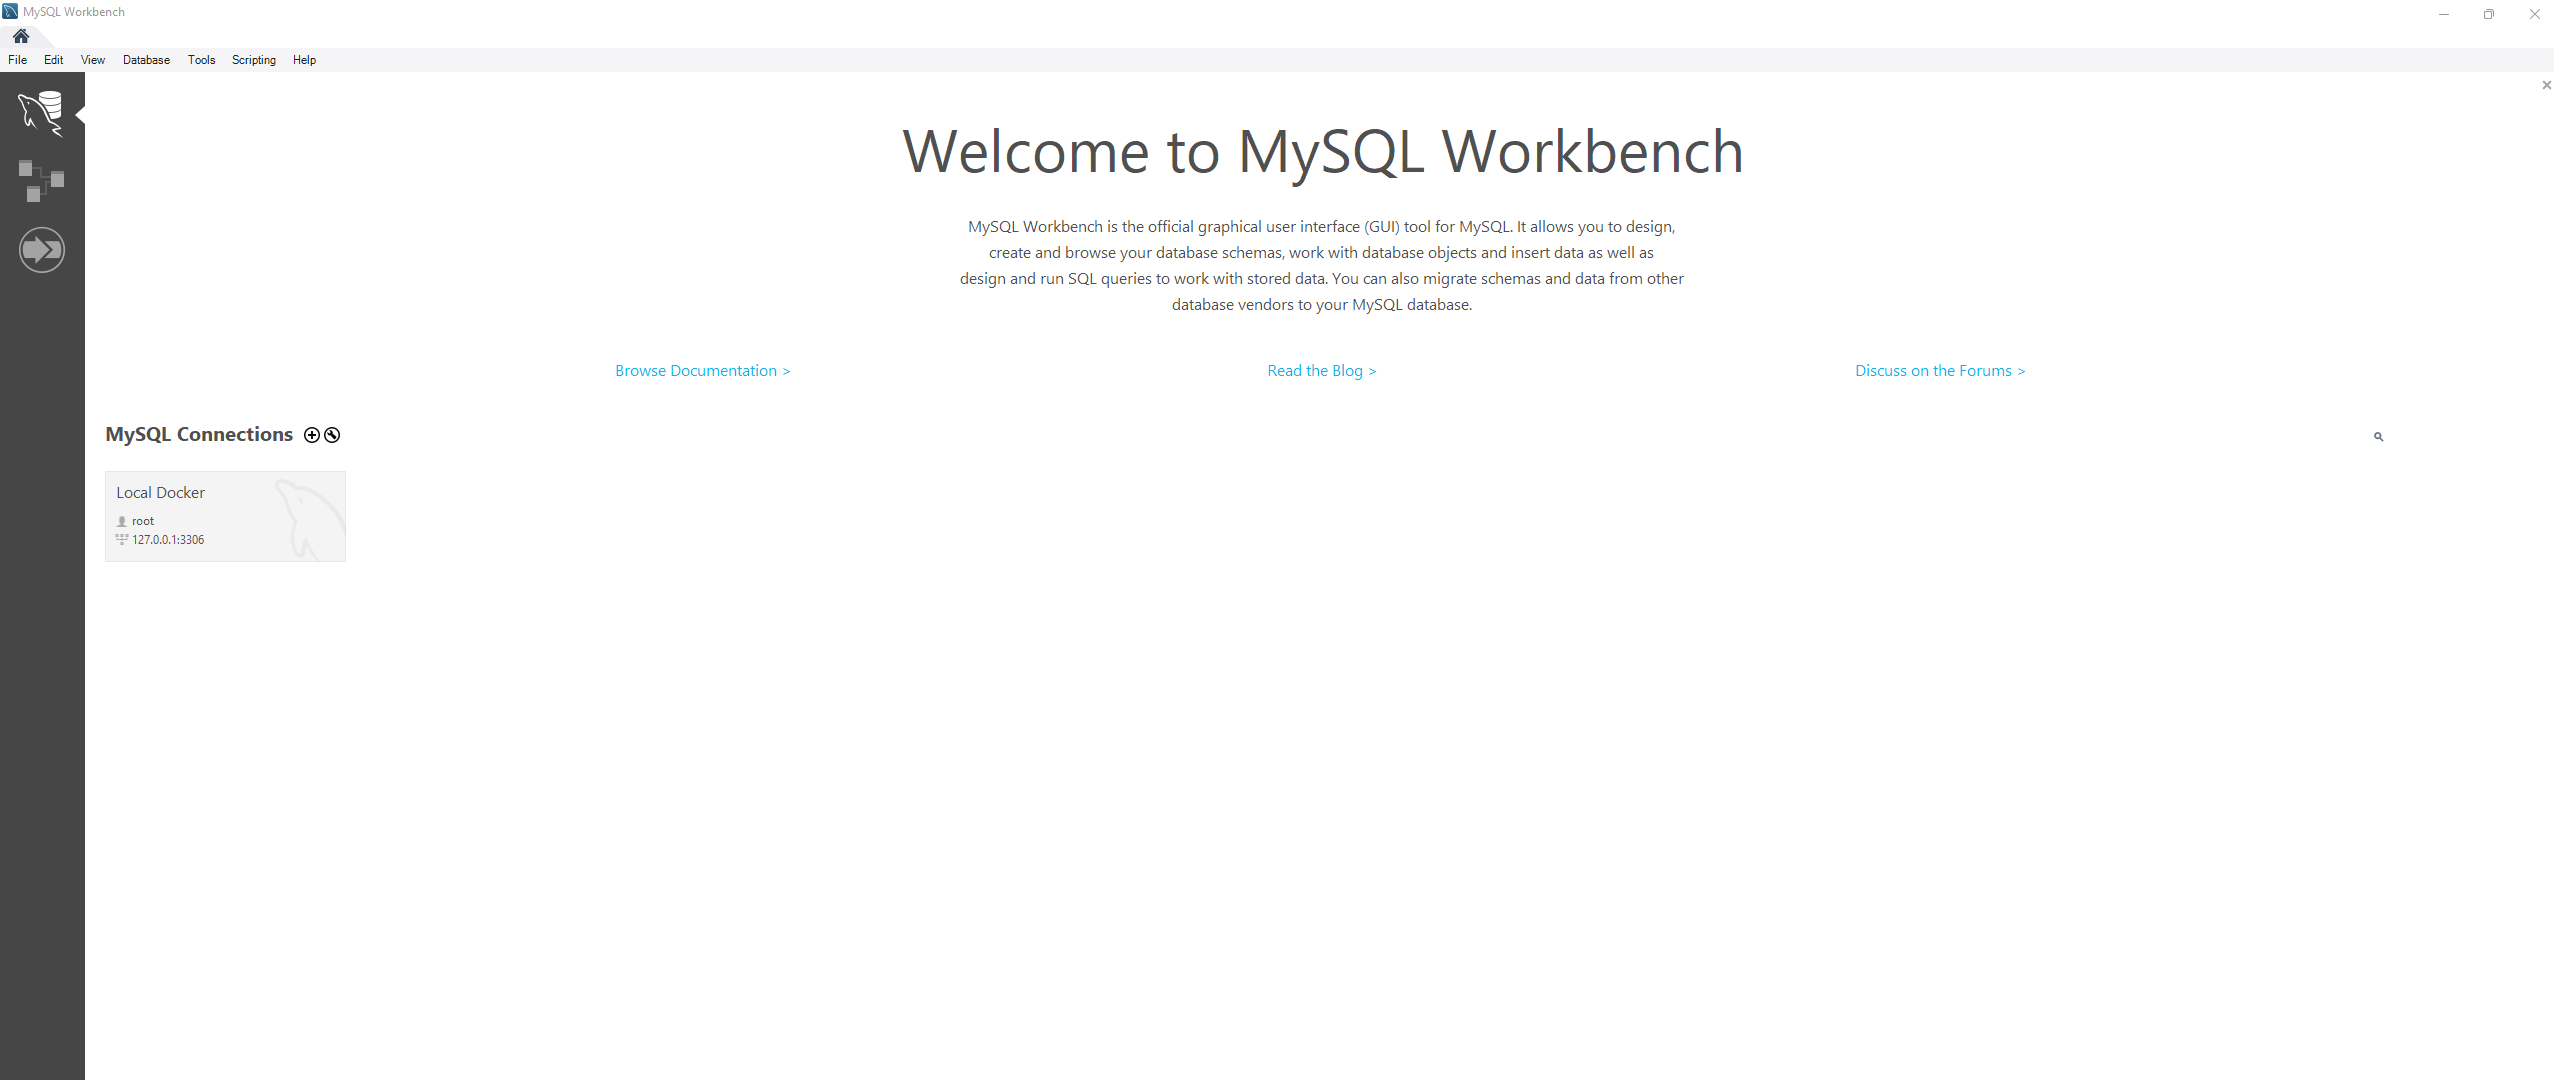 MySQL Workbench
File Edit View Database Tools Scripting Help
Welcome to MySQL Workbench
MySQL Workbench is the official graphical user interface (GUI) tool for MySQL. It allows you to design,
create and browse your database schemas, work with database objects and insert data as well as
design and run SQL queries to work with stored data. You can also migrate schemas and data from other
database vendors to your MySQL database.
Browse Documentation > Read the Blog > Discuss on the Forums >
MySQL Connections
Local Docker
root
127.0.0.1:3306